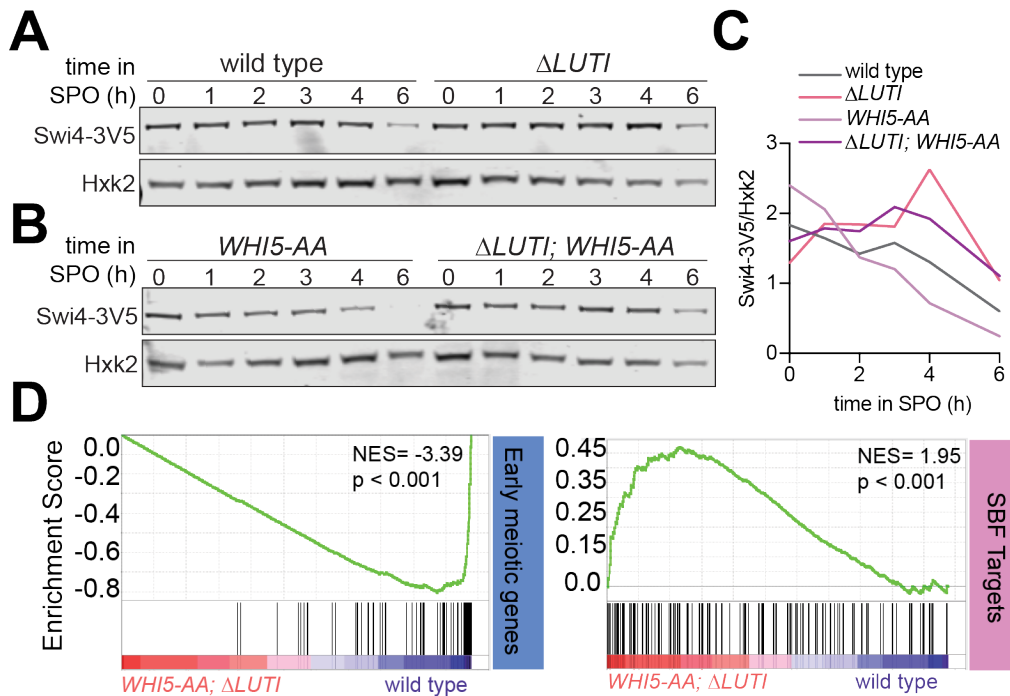 A
time in
SPO (h)
wild type
ΔLUTI
0 1 2 3 4 6 0 1 2 3 4 6
Swi4-3V5
Hxk2
B
time in
SPO (h)
WHI5-AA
ΔLUTI; WHI5-AA
0 1 2 3 4 6 0 1 2 3 4 6
Swi4-3V5
Hxk2
C
wild type
ΔLUTI
WHI5-AA
ΔLUTI; WHI5-AA
Swi4-3V5/Hxk2
3
2
1
0
0 2 4 6
time in SPO (h)
D
Enrichment Score
0.0
-0.2
-0.4
-0.6
-0.8
NES= -3.39
p < 0.001
Early meiotic genes
WHI5-AA; ΔLUTI
wild type
0.45
0.35
0.25
0.15
0.0
NES= 1.95
p < 0.001
SBF Targets
WHI5-AA; ΔLUTI
wild type